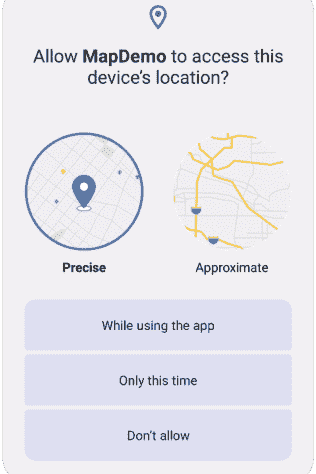 Allow MapDemo to access this
device's location?
Precise
Approximate
While using the app
Only this time
Don't allow